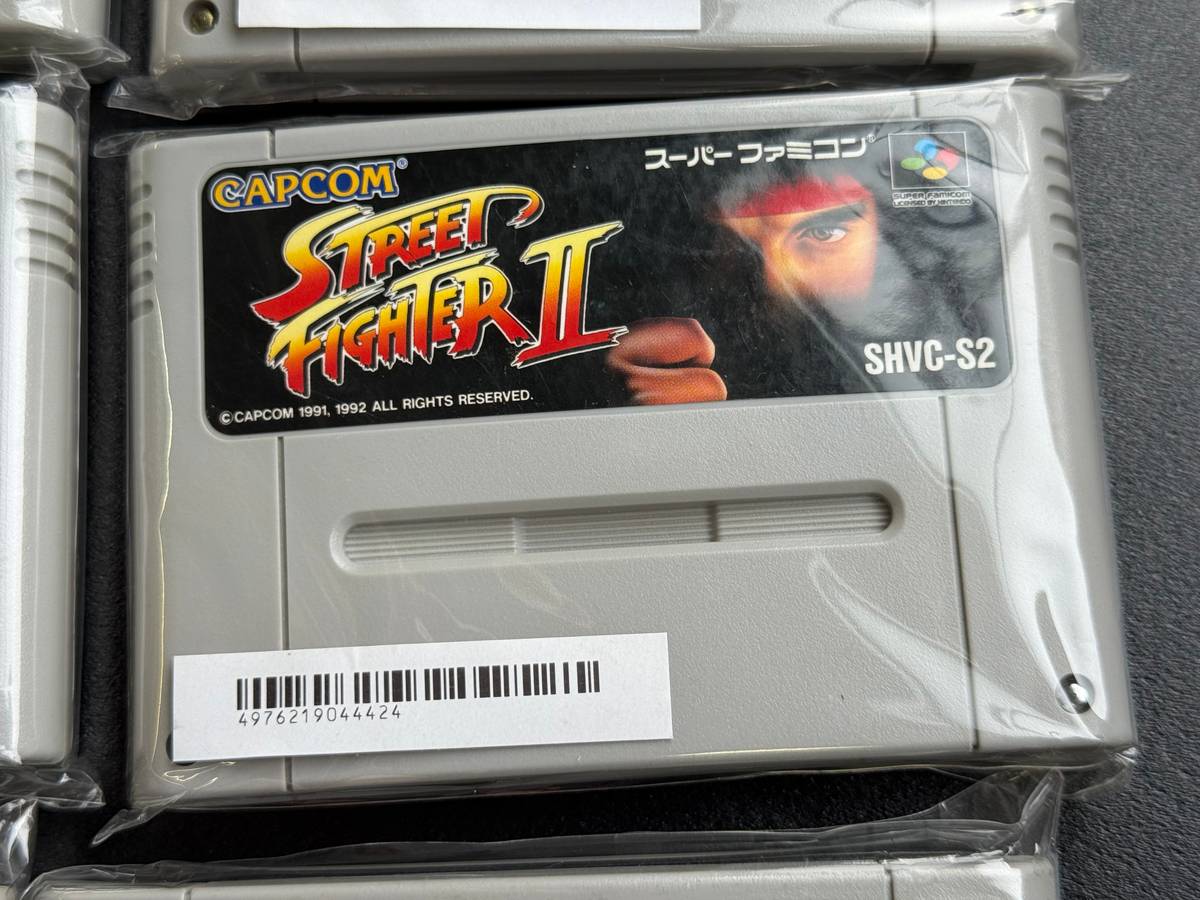 CAPCOM®
スーパーファミコン®
STREET
FIGHTER II
SUPER FAMICOM
LICENSED BY NINTENDO
SHVC-S2
©CAPCOM 1991, 1992 ALL RIGHTS RESERVED.
4976219044424